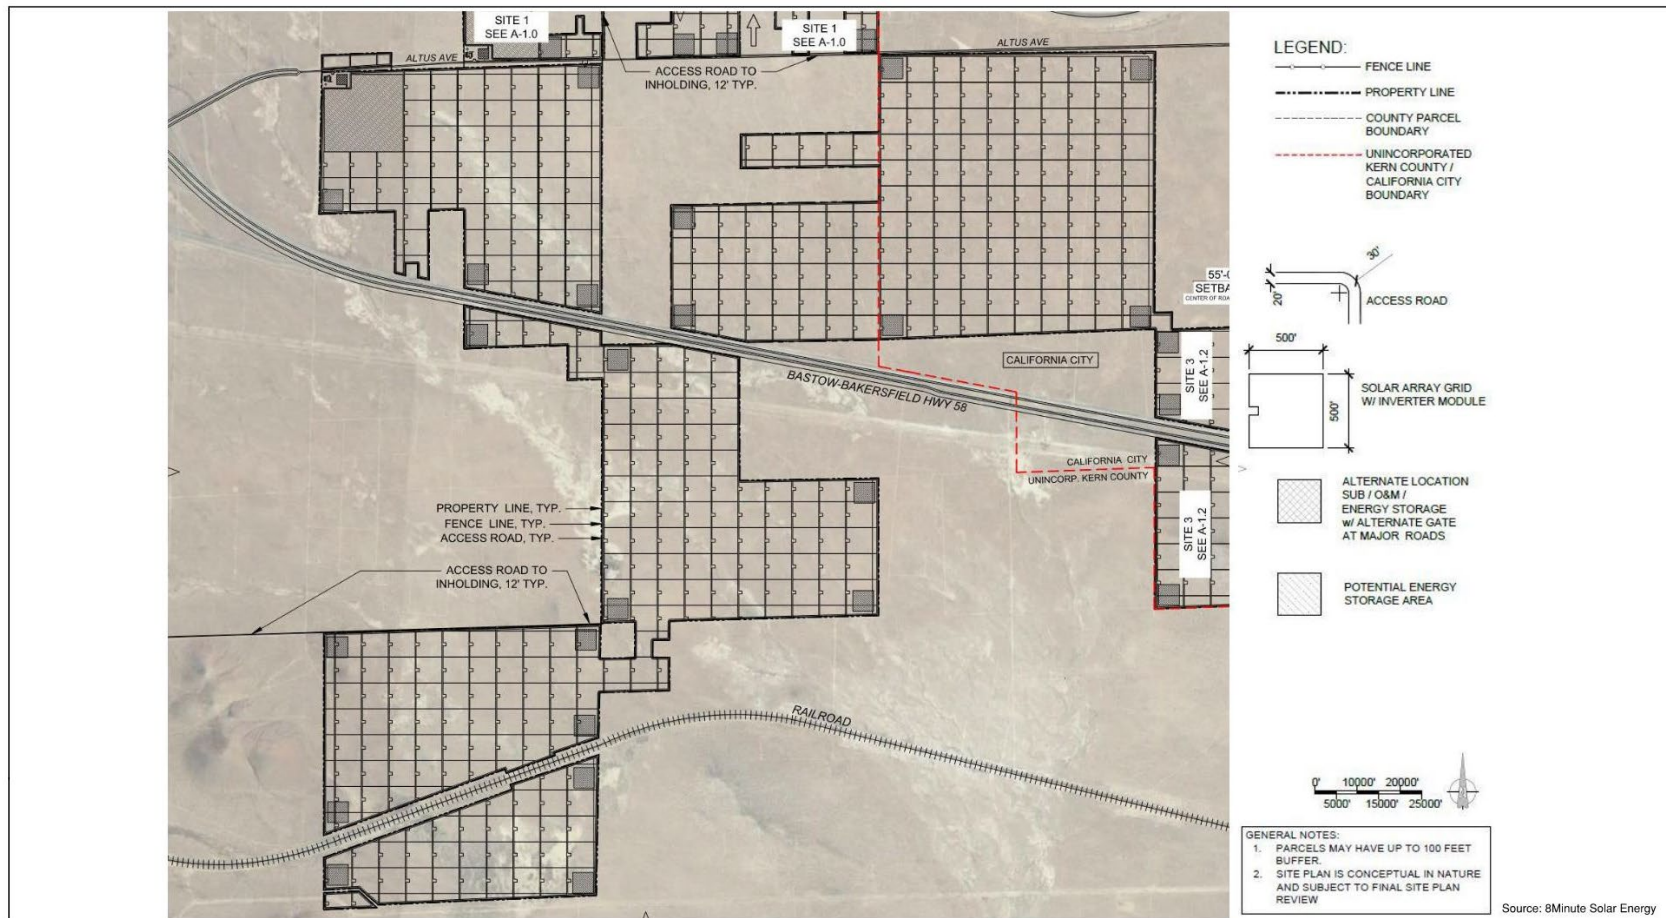 SITE 1
SEE A-1.0
SITE 1
SEE A-1.0
ALTUS AVE
ALTUS AVE
ACCESS ROAD TO
INHOLDING, 12' TYP.
55'-
SETBA
CENTER OF ROA
CALIFORNIA CITY
BASTOW-BAKERSFIELD HWY 58
SITE 3
SEE A-1.2
CALIFORNIA CITY
UNINCORP. KERN COUNTY
SITE 3
SEE A-1.2
PROPERTY LINE, TYP.
FENCE LINE, TYP.
ACCESS ROAD, TYP.
ACCESS ROAD TO
INHOLDING, 12' TYP.
RAILROAD
LEGEND:
FENCE LINE
PROPERTY LINE
COUNTY PARCEL
BOUNDARY
UNINCORPORATED
KERN COUNTY /
CALIFORNIA CITY
BOUNDARY
30'
20'
ACCESS ROAD
500'
500'
SOLAR ARRAY GRID
W/ INVERTER MODULE
ALTERNATE LOCATION
SUB / O&M /
ENERGY STORAGE
w/ ALTERNATE GATE
AT MAJOR ROADS
POTENTIAL ENERGY
STORAGE AREA
0' 10000' 20000'
5000' 15000' 25000'
GENERAL NOTES:
1. PARCELS MAY HAVE UP TO 100 FEET
BUFFER.
2. SITE PLAN IS CONCEPTUAL IN NATURE
AND SUBJECT TO FINAL SITE PLAN
REVIEW
Source: 8Minute Solar Energy